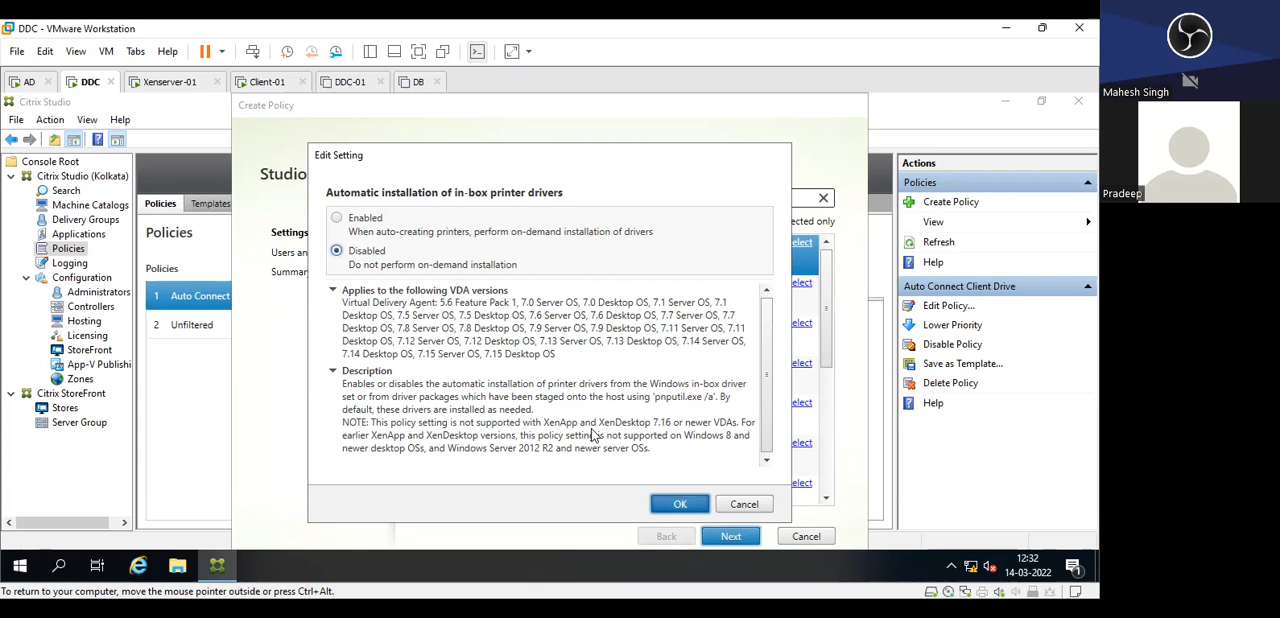 DDC - VMware Workstation
File Edit View VM Tabs Help
AD DDC Xenserver-01 Client-01 DDC-01 DB
Citrix Studio
File Action View Help
Console Root
Citrix Studio (Kolkata)
Search
Machine Catalogs
Delivery Groups
Applications
Policies
Logging
Configuration
Administrators
Controllers
Hosting
Licensing
StoreFront
App-V Publishi
Zones
Citrix StoreFront
Stores
Server Group
Policies Templates
Policies
Policies
1 Auto Connect
2 Unfiltered
Create Policy
Studio
Settings
Users an
Summar
ected only
elect
elect
elect
elect
elect
elect
elect
Back Next Cancel
Edit Setting
Automatic installation of in-box printer drivers
Enabled
When auto-creating printers, perform on-demand installation of drivers
Disabled
Do not perform on-demand installation
Applies to the following VDA versions
Virtual Delivery Agent: 5.6 Feature Pack 1, 7.0 Server OS, 7.0 Desktop OS, 7.1 Server OS, 7.1
Desktop OS, 7.5 Server OS, 7.5 Desktop OS, 7.6 Server OS, 7.6 Desktop OS, 7.7 Server OS, 7.7
Desktop OS, 7.8 Server OS, 7.8 Desktop OS, 7.9 Server OS, 7.9 Desktop OS, 7.11 Server OS, 7.11
Desktop OS, 7.12 Server OS, 7.12 Desktop OS, 7.13 Server OS, 7.13 Desktop OS, 7.14 Server OS,
7.14 Desktop OS, 7.15 Server OS, 7.15 Desktop OS
Description
Enables or disables the automatic installation of printer drivers from the Windows in-box driver
set or from driver packages which have been staged onto the host using 'pnputil.exe /a'. By
default, these drivers are installed as needed.
NOTE: This policy setting is not supported with XenApp and XenDesktop 7.16 or newer VDAs. For
earlier XenApp and XenDesktop versions, this policy setting is not supported on Windows 8 and
newer desktop OSs, and Windows Server 2012 R2 and newer server OSs.
OK Cancel
Actions
Policies
Create Policy
View
Refresh
Help
Auto Connect Client Drive
Edit Policy...
Lower Priority
Disable Policy
Save as Template...
Delete Policy
Help
12:32
14-03-2022
1
To return to your computer, move the mouse pointer outside or press Ctrl+Alt.
Mahesh Singh
Pradeep